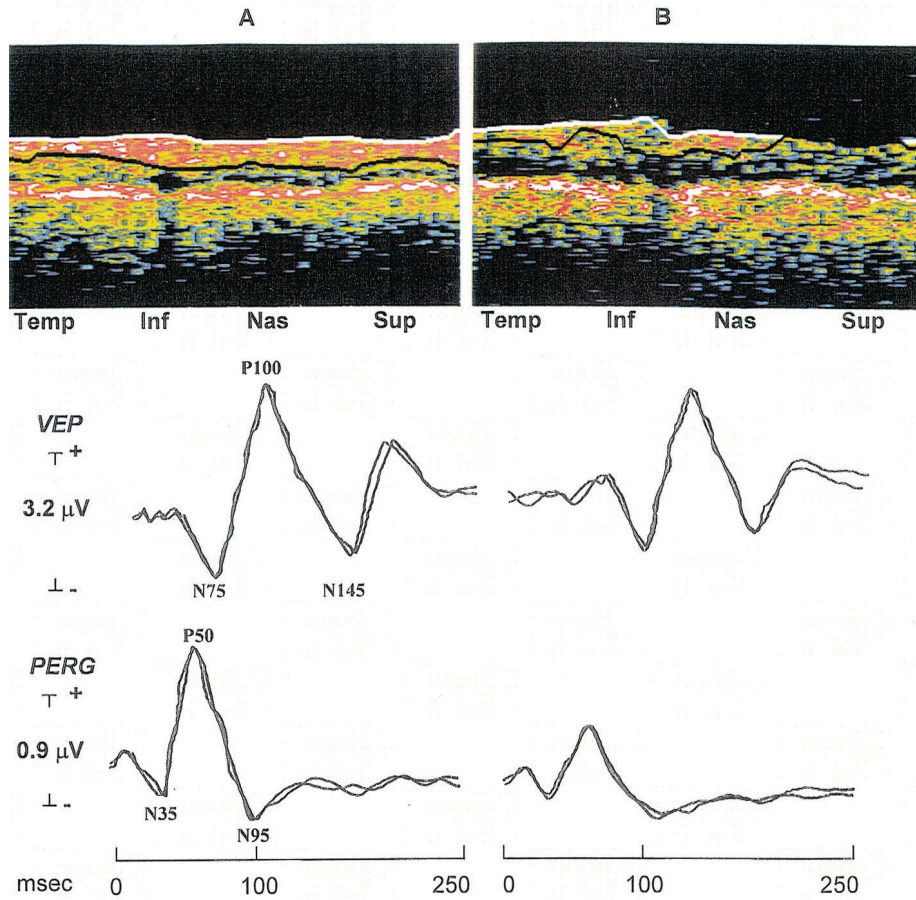 A B
Temp Inf Nas Sup Temp Inf Nas Sup
P100
VEP
+
3.2 µV
-
N75 N145
P50
PERG
+
0.9 µV
-
N35
N95
msec 0 100 250 0 100 250